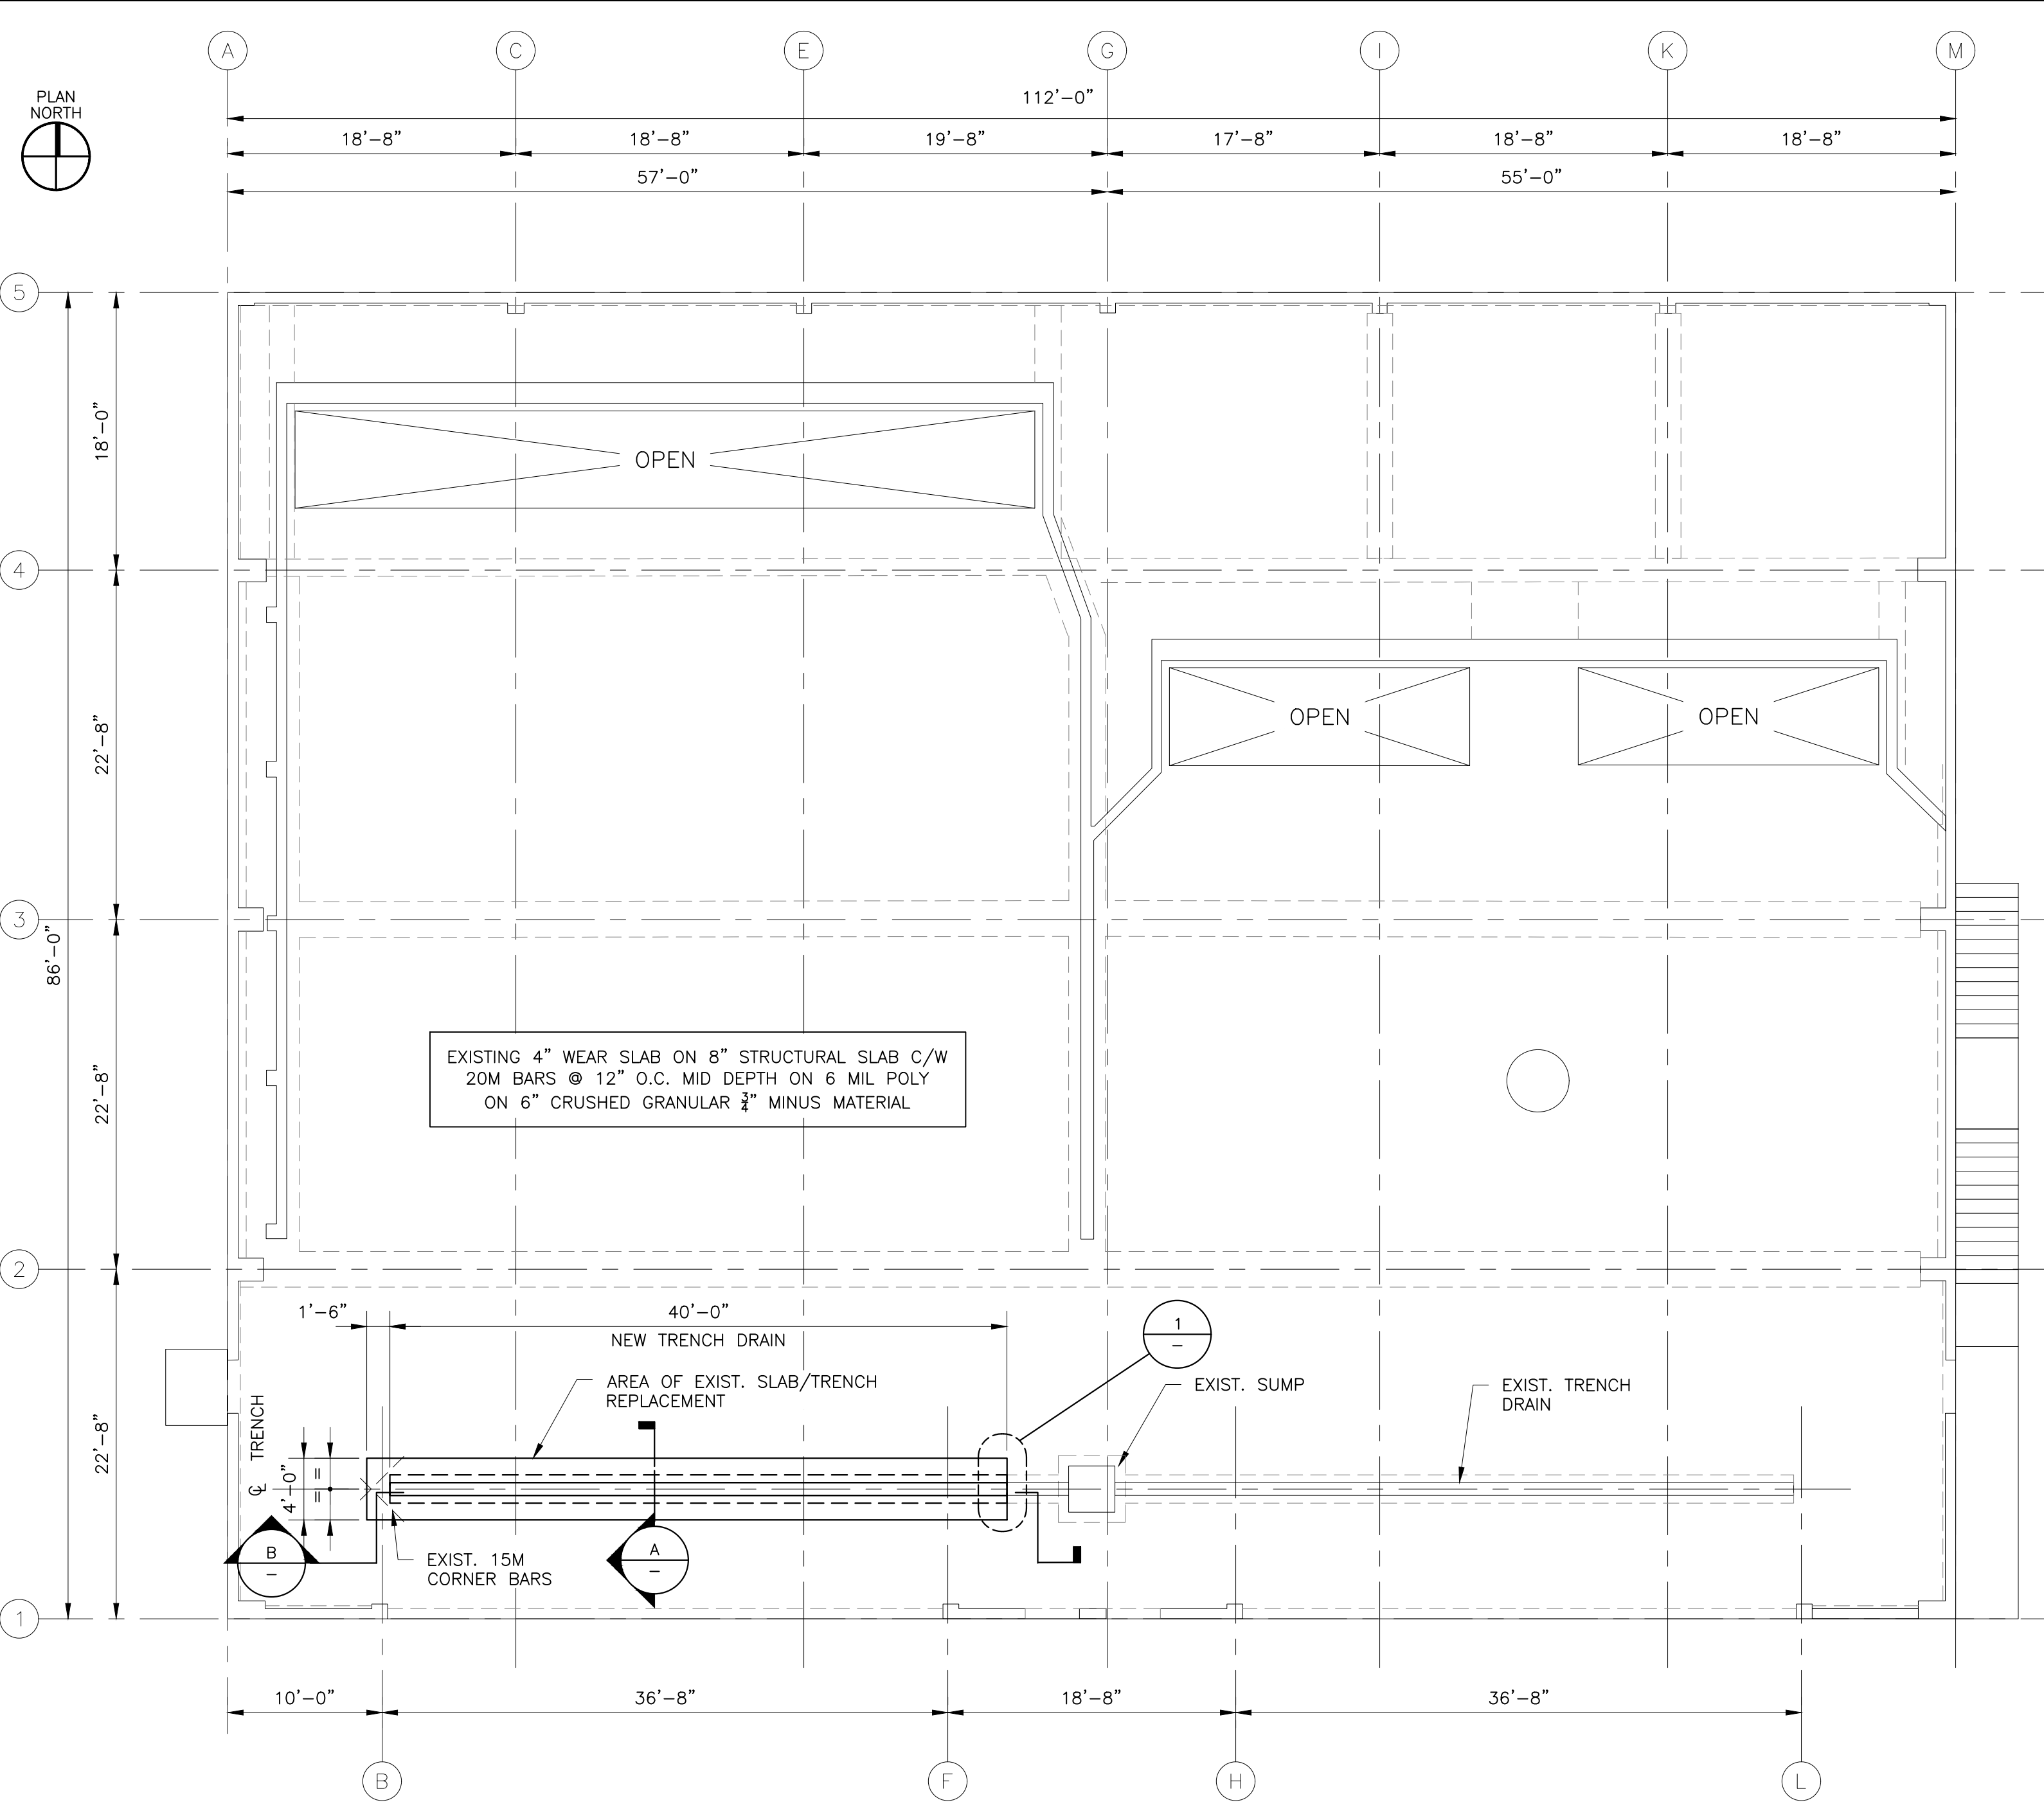 A
C
E
G
I
K
M
PLAN
NORTH
112'-0"
18'-8"
18'-8"
19'-8"
17'-8"
18'-8"
18'-8"
57'-0"
55'-0"
5
18'-0"
OPEN
4
22'-8"
OPEN
OPEN
3
86'-0"
EXISTING 4" WEAR SLAB ON 8" STRUCTURAL SLAB C/W
20M BARS @ 12" O.C. MID DEPTH ON 6 MIL POLY
ON 6" CRUSHED GRANULAR ¾" MINUS MATERIAL
22'-8"
2
1'-6"
40'-0"
NEW TRENCH DRAIN
1
-
AREA OF EXIST. SLAB/TRENCH
REPLACEMENT
EXIST. SUMP
EXIST. TRENCH
DRAIN
22'-8"
℄ TRENCH
4'-0"
=
=
B
-
EXIST. 15M
CORNER BARS
A
-
1
10'-0"
36'-8"
18'-8"
36'-8"
B
F
H
L